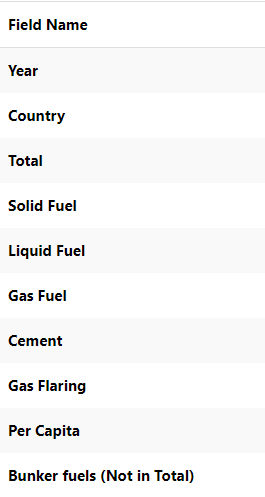 Field Name
Year
Country
Total
Solid Fuel
Liquid Fuel
Gas Fuel
Cement
Gas Flaring
Per Capita
Bunker fuels (Not in Total)